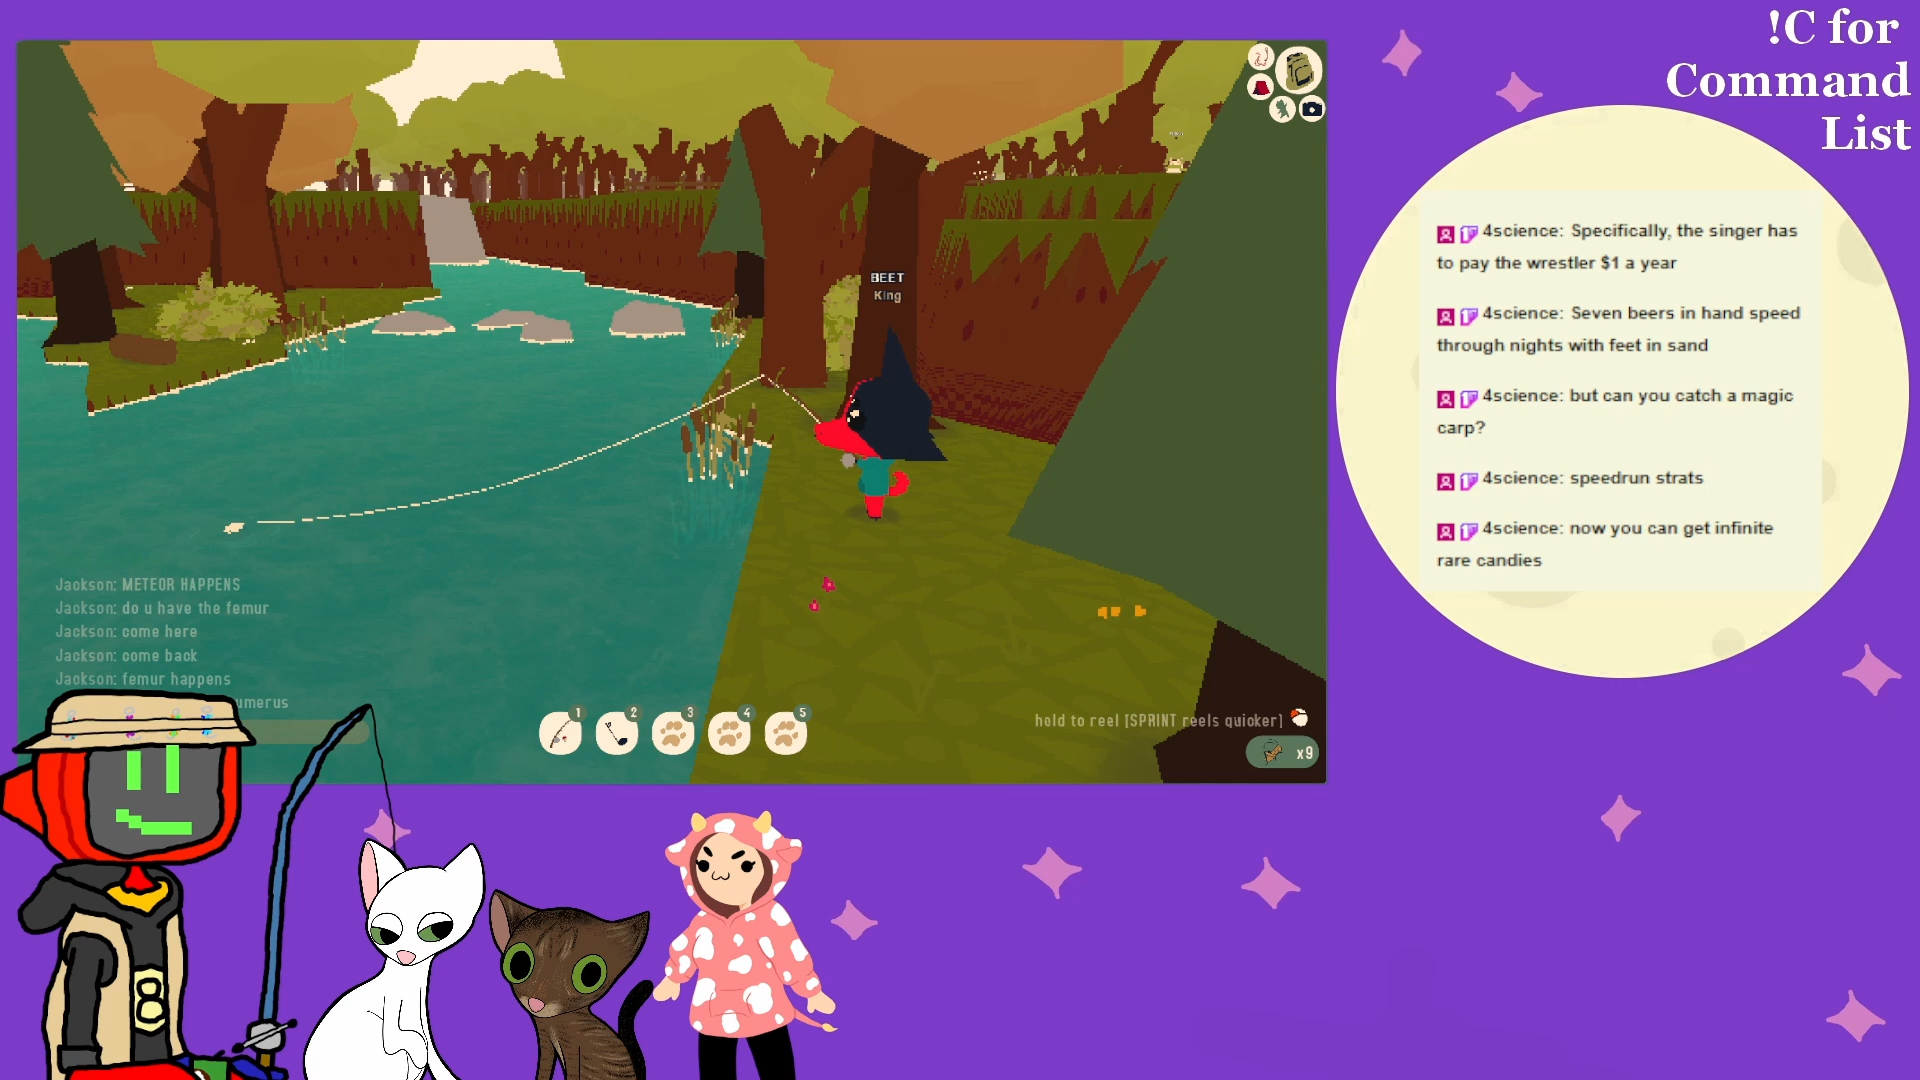 !C for
Command
List
BEET
King
4science: Specifically, the singer has
to pay the wrestler $1 a year
4science: Seven beers in hand speed
through nights with feet in sand
4science: but can you catch a magic
carp?
4science: speedrun strats
4science: now you can get infinite
rare candies
Jackson: METEOR HAPPENS
Jackson: do u have the femur
Jackson: come here
Jackson: come back
Jackson: femur happens
umerus
1
2
3
4
5
hold to reel [SPRINT reels quicker]
x9
8